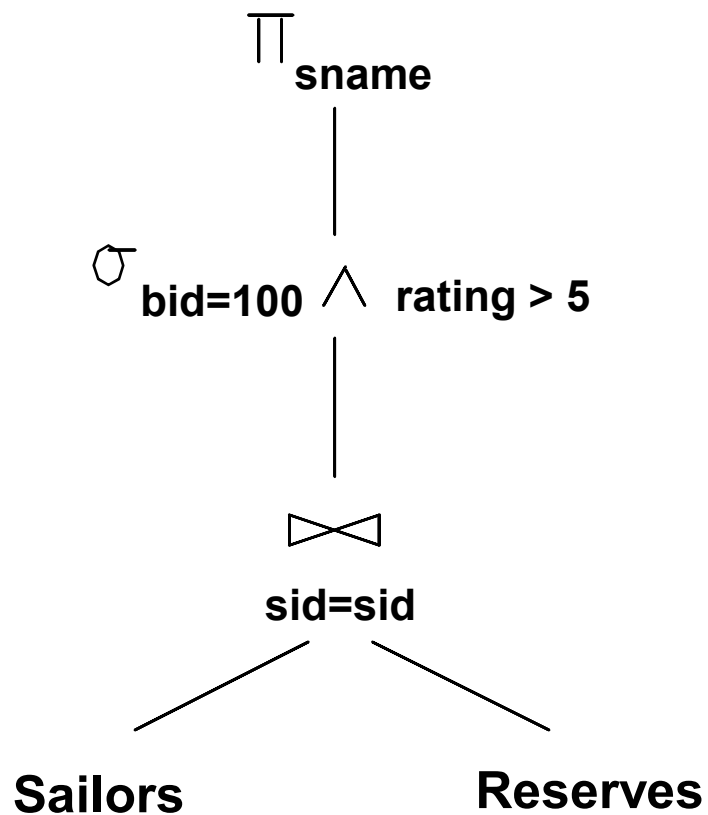 ∏ sname
σ bid=100 ∧ rating > 5
⋈
sid=sid
Sailors Reserves